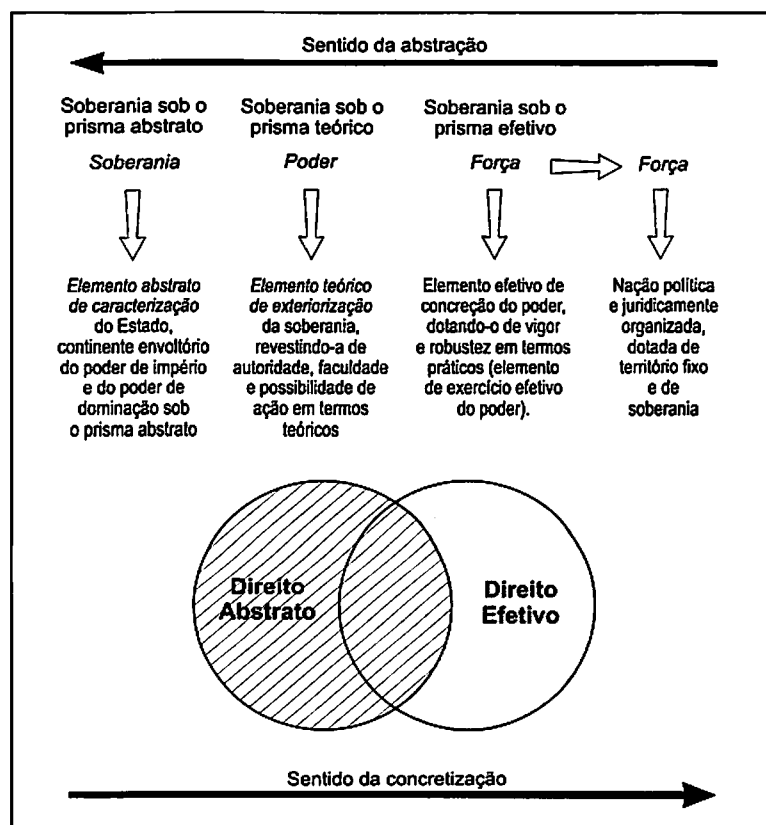 Sentido da abstração
Soberania sob o
prisma abstrato
Soberania
Soberania sob o
prisma teórico
Poder
Soberania sob o
prisma efetivo
Força
Força
Elemento abstrato
de caracterização
do Estado,
continente envoltório
do poder de império
e do poder de
dominação sob
o prisma abstrato
Elemento teórico
de exteriorização
da soberania,
revestindo-a de
autoridade, faculdade
e possibilidade de
ação em termos
teóricos
Elemento efetivo de
concreção do poder,
dotando-o de vigor
e robustez em termos
práticos (elemento
de exercício efetivo
do poder).
Nação política
e juridicamente
organizada,
dotada de
território fixo
e de
soberania
Direito
Abstrato
Direito
Efetivo
Sentido da concretização